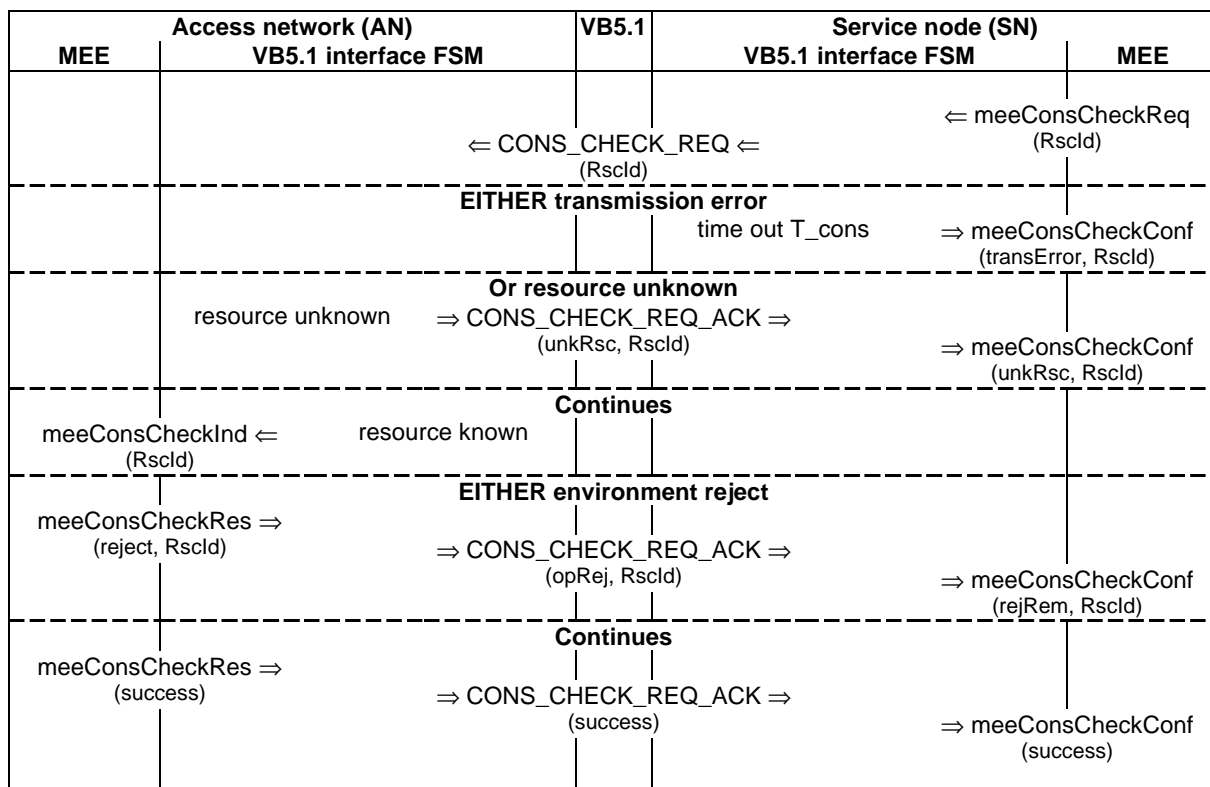 Access network (AN) VB5.1 Service node (SN)
MEE VB5.1 interface FSM VB5.1 interface FSM MEE
⇐ meeConsCheckReq
(RscId)
⇐ CONS_CHECK_REQ ⇐
(RscId)
EITHER transmission error
time out T_cons ⇒ meeConsCheckConf
(transError, RscId)
Or resource unknown
resource unknown ⇒ CONS_CHECK_REQ_ACK ⇒
(unkRsc, RscId)
⇒ meeConsCheckConf
(unkRsc, RscId)
Continues
meeConsCheckInd ⇐ resource known
(RscId)
EITHER environment reject
meeConsCheckRes ⇒
(reject, RscId)
⇒ CONS_CHECK_REQ_ACK ⇒
(opRej, RscId)
⇒ meeConsCheckConf
(rejRem, RscId)
Continues
meeConsCheckRes ⇒
(success)
⇒ CONS_CHECK_REQ_ACK ⇒
(success)
⇒ meeConsCheckConf
(success)